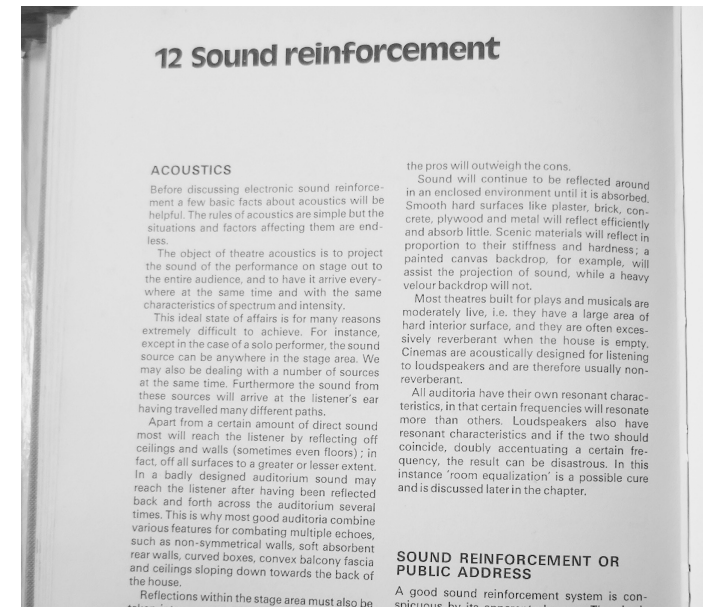 12 Sound reinforcement
ACOUSTICS
Before discussing electronic sound reinforce-
ment a few basic facts about acoustics will be
helpful. The rules of acoustics are simple but the
situations and factors affecting them are end-
less.
The object of theatre acoustics is to project
the sound of the performance on stage out to
the entire audience, and to have it arrive every-
where at the same time and with the same
characteristics of spectrum and intensity.
This ideal state of affairs is for many reasons
extremely difficult to achieve. For instance,
except in the case of a solo performer, the sound
source can be anywhere in the stage area. We
may also be dealing with a number of sources
at the same time. Furthermore the sound from
these sources will arrive at the listener's ear
having travelled many different paths.
Apart from a certain amount of direct sound
most will reach the listener by reflecting off
ceilings and walls (sometimes even floors) ; in
fact, off all surfaces to a greater or lesser extent.
In a badly designed auditorium sound may
reach the listener after having been reflected
back and forth across the auditorium several
times. This is why most good auditoria combine
various features for combating multiple echoes,
such as non-symmetrical walls, soft absorbent
rear walls, curved boxes, convex balcony fascia
and ceilings sloping down towards the back of
the house.
Reflections within the stage area must also be
the pros will outweigh the cons.
Sound will continue to be reflected around
in an enclosed environment until it is absorbed.
Smooth hard surfaces like plaster, brick, con-
crete, plywood and metal will reflect efficiently
and absorb little. Scenic materials will reflect in
proportion to their stiffness and hardness; a
painted canvas backdrop, for example, will
assist the projection of sound, while a heavy
velour backdrop will not.
Most theatres built for plays and musicals are
moderately live, i.e. they have a large area of
hard interior surface, and they are often exces-
sively reverberant when the house is empty.
Cinemas are acoustically designed for listening
to loudspeakers and are therefore usually non-
reverberant.
All auditoria have their own resonant charac-
teristics, in that certain frequencies will resonate
more than others. Loudspeakers also have
resonant characteristics and if the two should
coincide, doubly accentuating a certain fre-
quency, the result can be disastrous. In this
instance 'room equalization' is a possible cure
and is discussed later in the chapter.
SOUND REINFORCEMENT OR
PUBLIC ADDRESS
A good sound reinforcement system is con-